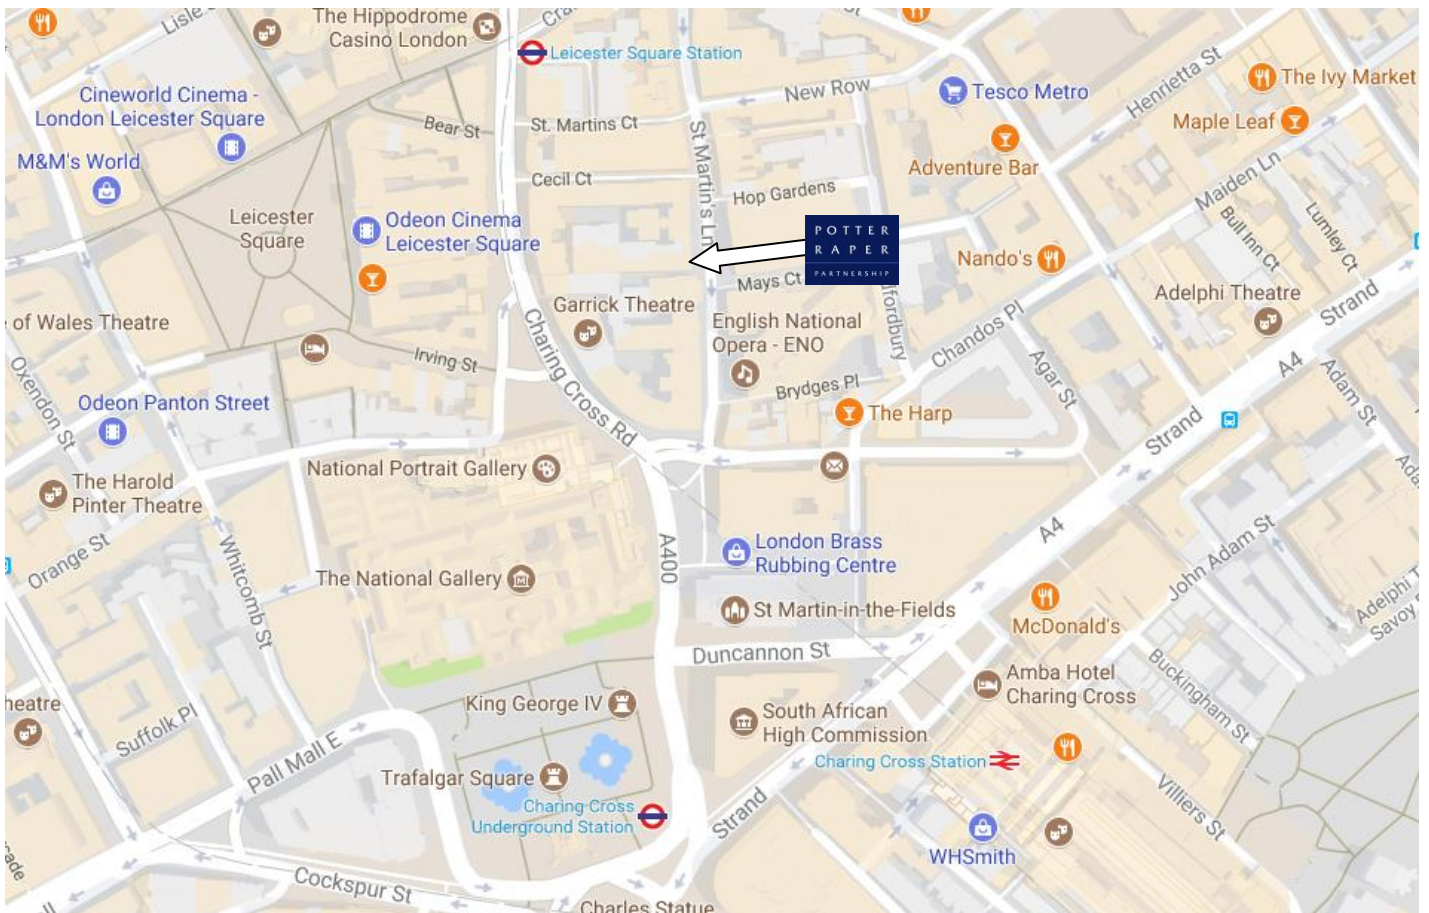 Lisle
The Hippodrome
Casino London
Leicester Square Station
Cineworld Cinema -
London Leicester Square
M&M's World
Bear St
St. Martins Ct
New Row
Tesco Metro
Henrietta St
The Ivy Market
Maple Leaf
Adventure Bar
Cecil Ct
St Martin's Ln
Hop Gardens
Maiden Ln
Bull Inn Ct
Lumley Ct
Leicester
Square
Odeon Cinema
Leicester Square
POTTER
RAPER
PARTNERSHIP
Nando's
Mays Ct
Adelphi Theatre
Strand
of Wales Theatre
Garrick Theatre
English National
Opera - ENO
dfordbury
Chandos Pl
Charing Cross Rd
Irving St
Oxendon St
Brydges Pl
Agar St
A4
Adam St
Odeon Panton Street
The Harp
Strand
National Portrait Gallery
The Harold
Pinter Theatre
Orange St
Whitcomb St
A400
London Brass
Rubbing Centre
A4
John Adam St
The National Gallery
St Martin-in-the-Fields
McDonald's
Adelphi T
Savoy
Duncannon St
Buckingham St
Amba Hotel
Charing Cross
King George IV
South African
High Commission
heatre
Suffolk Pl
Pall Mall E
Charing Cross Station
Trafalgar Square
Charing Cross
Underground Station
Strand
Villiers St
WHSmith
Cockspur St
Charles Statue